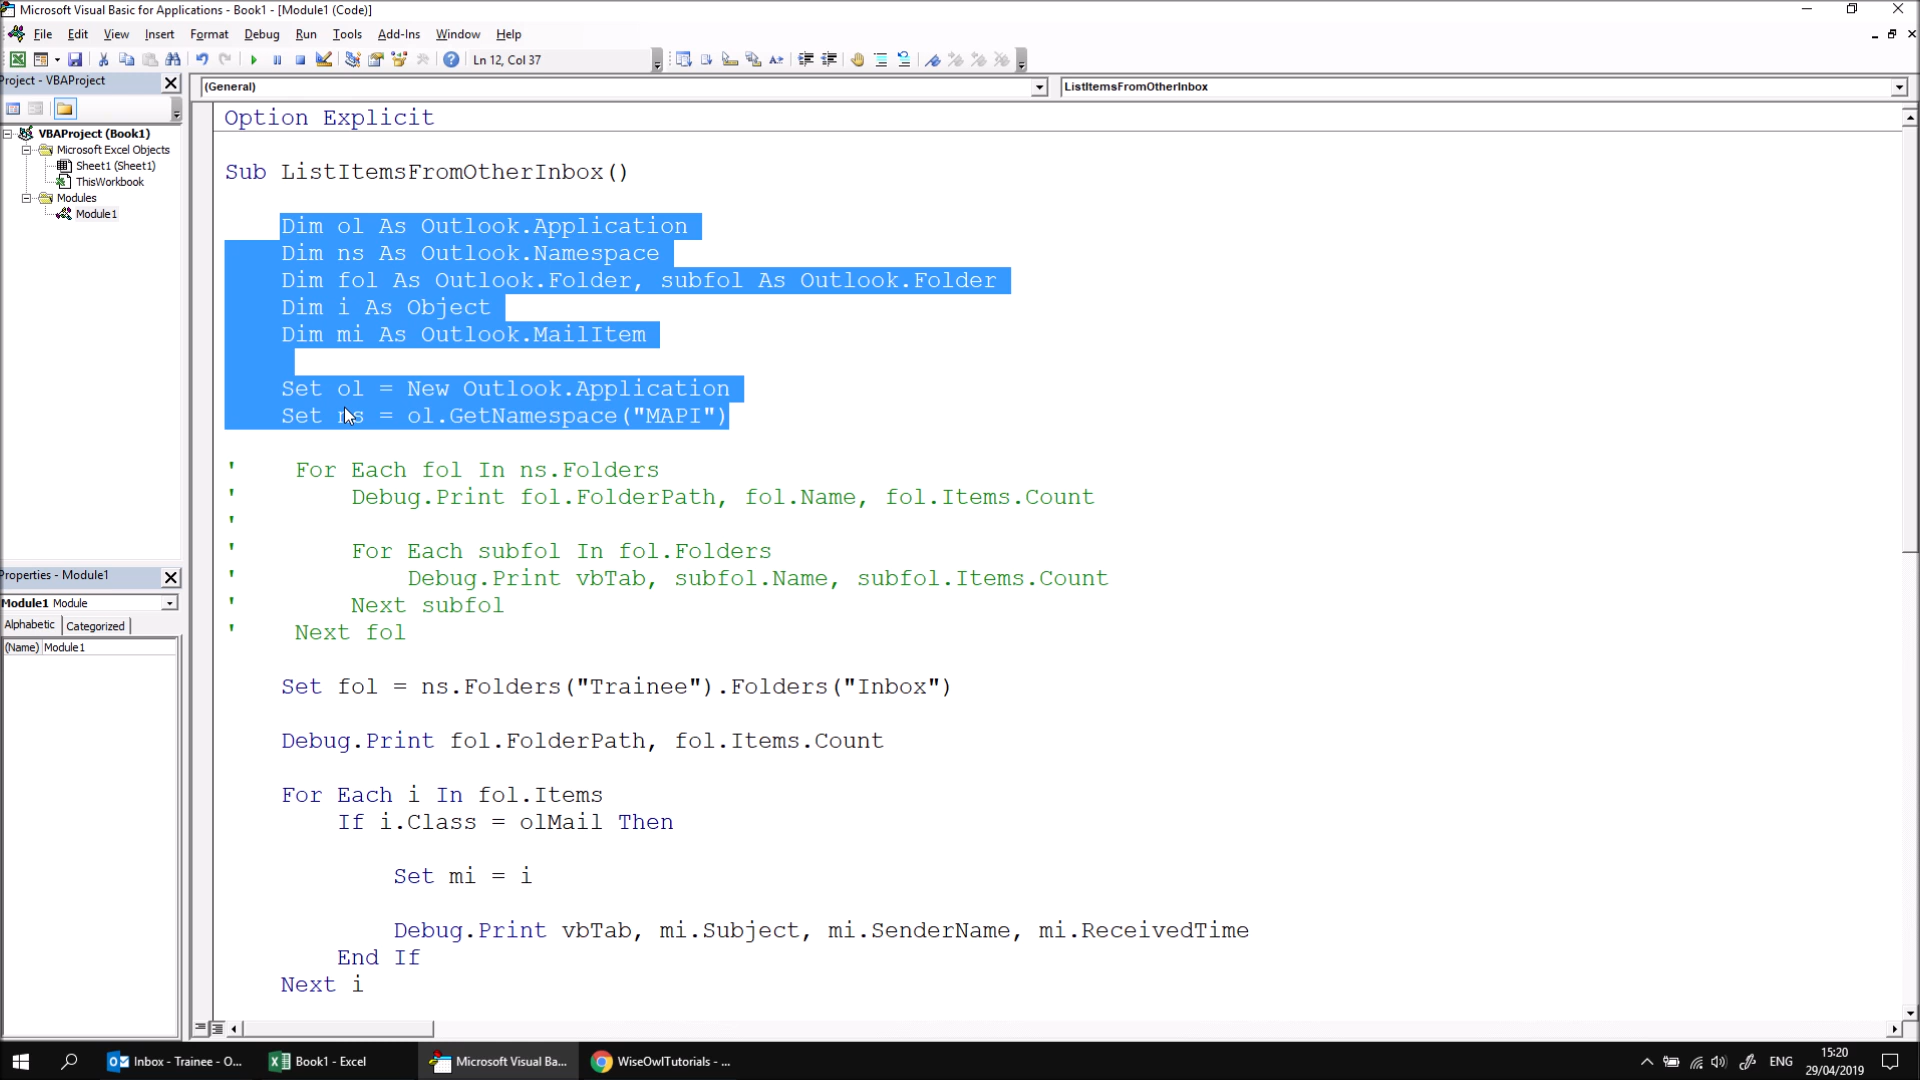 Microsoft Visual Basic for Applications - Book1 - [Module1 (Code)]
File Edit View Insert Format Debug Run Tools Add-Ins Window Help
Ln 12, Col 37
Project - VBAProject
(General) ListItemsFromOtherInbox
VBAProject (Book1)
Microsoft Excel Objects
Sheet1 (Sheet1)
ThisWorkbook
Modules
Module1
Properties - Module1
Module1 Module
Alphabetic Categorized
(Name) Module1
Option Explicit
Sub ListItemsFromOtherInbox()
Dim ol As Outlook.Application
Dim ns As Outlook.Namespace
Dim fol As Outlook.Folder, subfol As Outlook.Folder
Dim i As Object
Dim mi As Outlook.MailItem
Set ol = New Outlook.Application
Set ns = ol.GetNamespace("MAPI")
' For Each fol In ns.Folders
' Debug.Print fol.FolderPath, fol.Name, fol.Items.Count
'
' For Each subfol In fol.Folders
' Debug.Print vbTab, subfol.Name, subfol.Items.Count
' Next subfol
' Next fol
Set fol = ns.Folders("Trainee").Folders("Inbox")
Debug.Print fol.FolderPath, fol.Items.Count
For Each i In fol.Items
If i.Class = olMail Then
Set mi = i
Debug.Print vbTab, mi.Subject, mi.SenderName, mi.ReceivedTime
End If
Next i
Inbox - Trainee - O... Book1 - Excel Microsoft Visual Ba... WiseOwlTutorials - ... ENG
15:20
29/04/2019